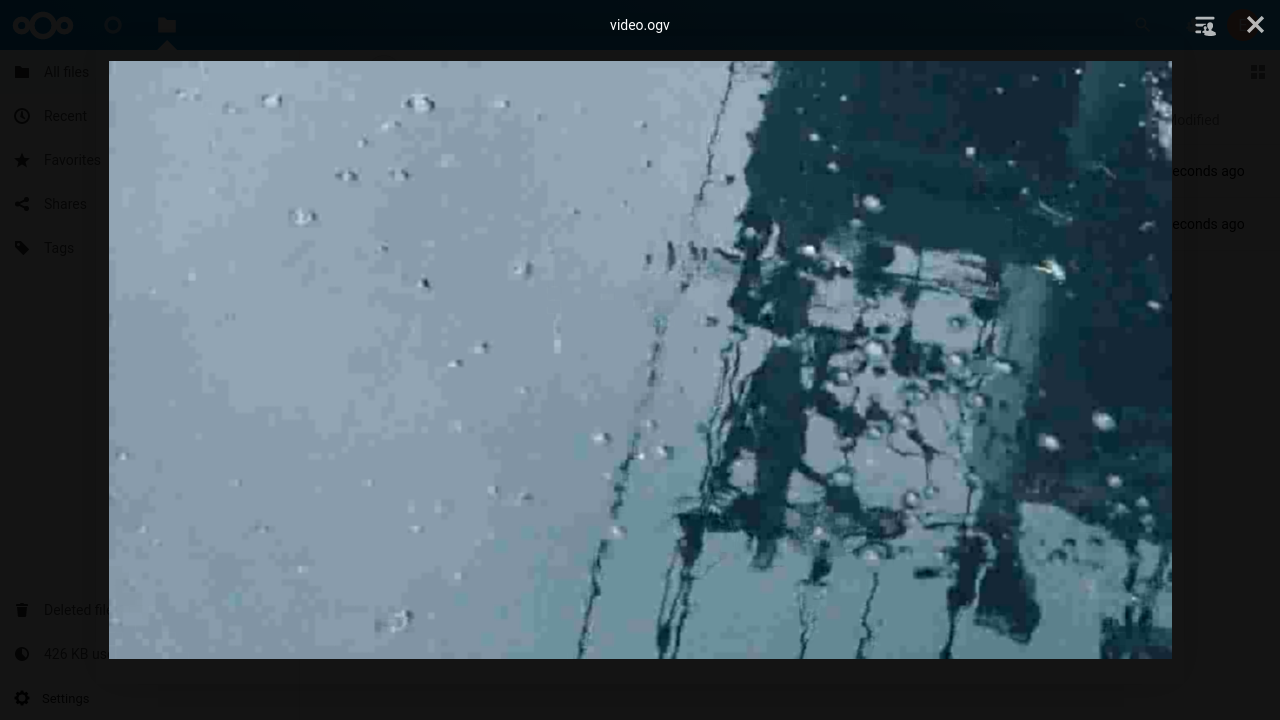 video.ogv
All files
Recent
Favorites
Shares
Tags
odified
econds ago
econds ago
Deleted fil
426 KB us
Settings